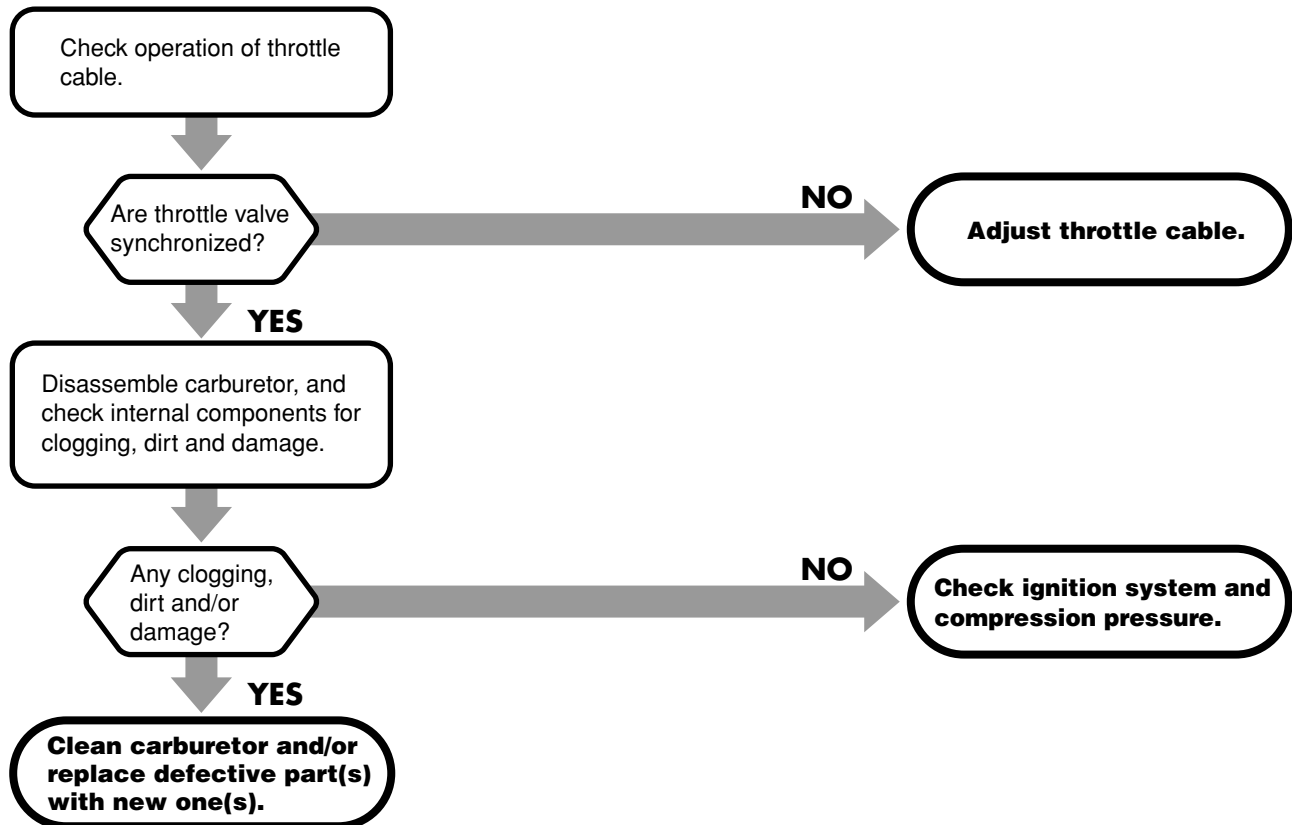 Check operation of throttle
cable.
Are throttle valve
synchronized?
NO
Adjust throttle cable.
YES
Disassemble carburetor, and
check internal components for
clogging, dirt and damage.
Any clogging,
dirt and/or
damage?
NO
Check ignition system and
compression pressure.
YES
Clean carburetor and/or
replace defective part(s)
with new one(s).